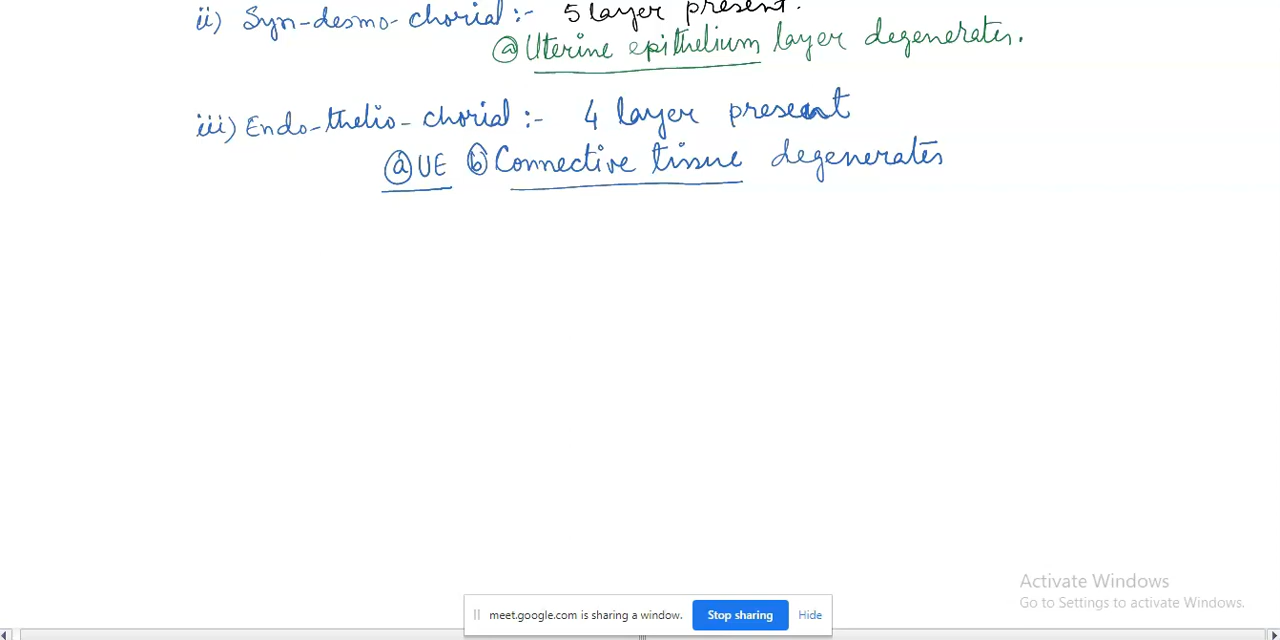 ii) Syn-desmo-chorial :- 5 layer present.
ⓐ Uterine epithelium layer degenerates.
iii) Endo-thelio-chorial :- 4 layer present
ⓐ UE ⓑ Connective tissue degenerates
Activate Windows
Go to Settings to activate Windows.
meet.google.com is sharing a window. Stop sharing Hide